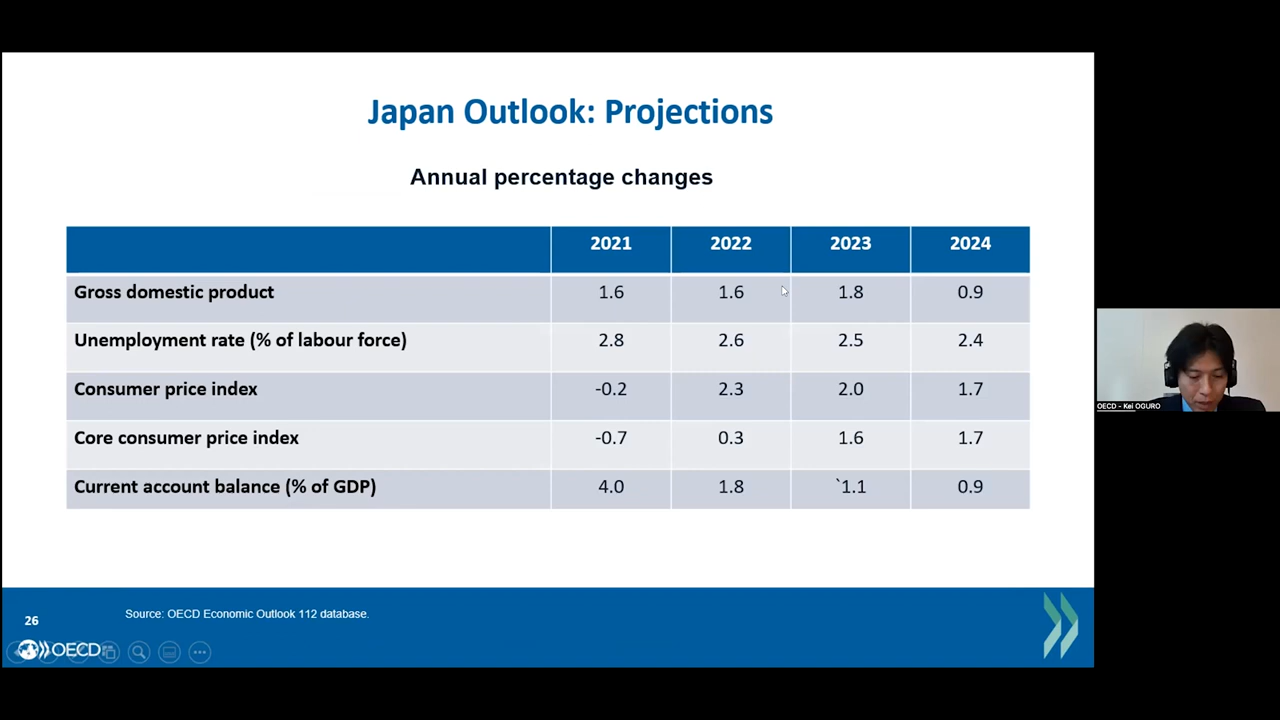 Japan Outlook: Projections
Annual percentage changes
2021 2022 2023 2024
Gross domestic product 1.6 1.6 1.8 0.9
Unemployment rate (% of labour force) 2.8 2.6 2.5 2.4
Consumer price index -0.2 2.3 2.0 1.7
Core consumer price index -0.7 0.3 1.6 1.7
Current account balance (% of GDP) 4.0 1.8 `1.1 0.9
OECD - Kei OGURO
Source: OECD Economic Outlook 112 database.
26
OECD